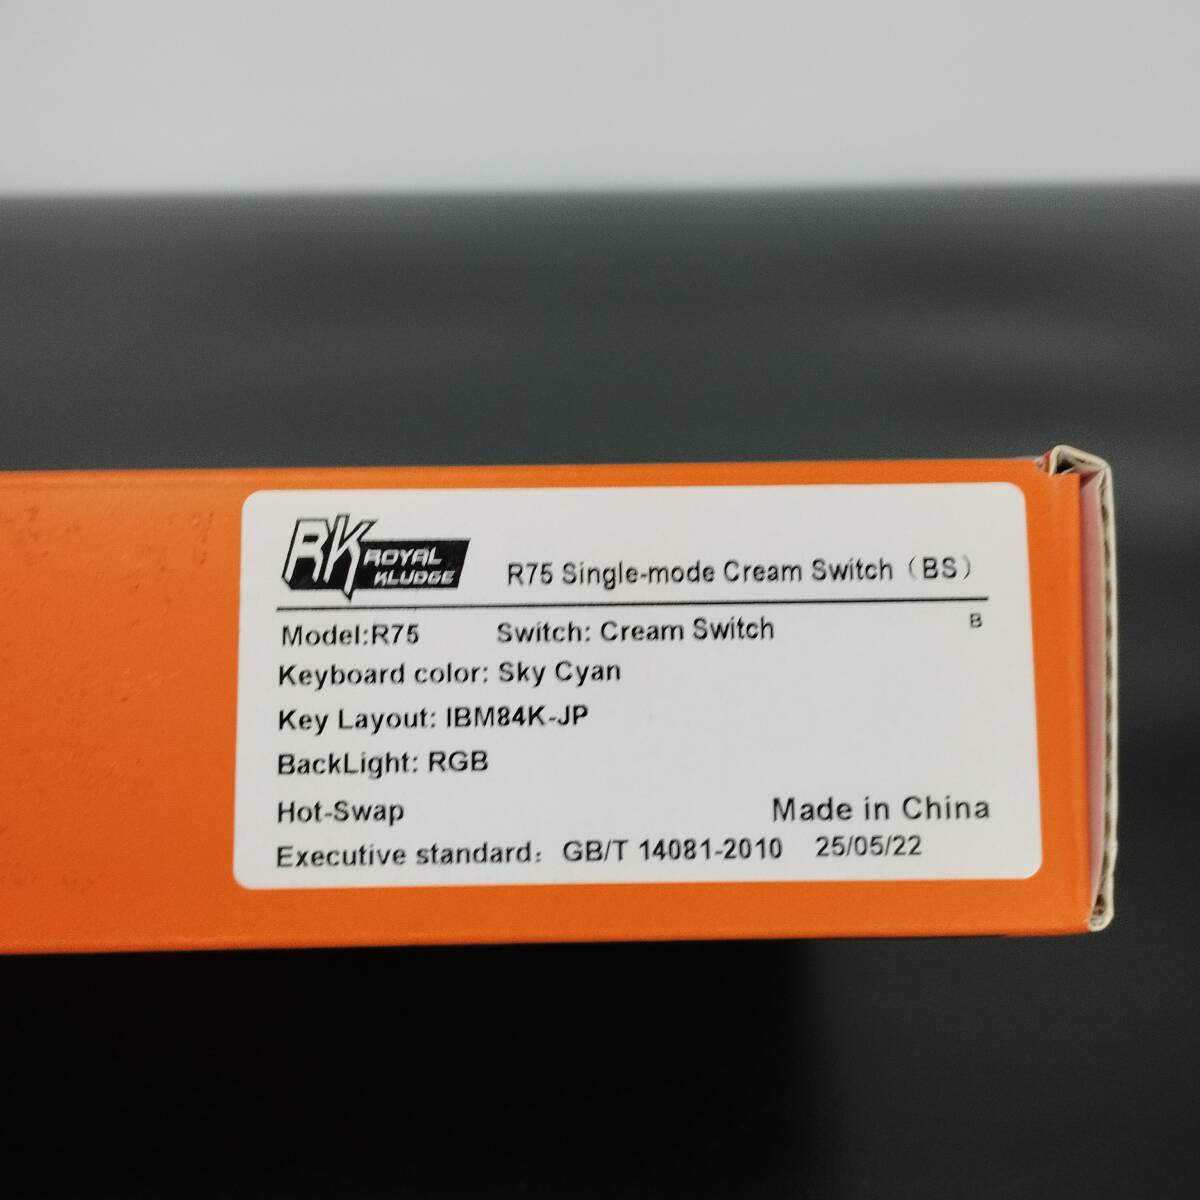 RK ROYAL KLUDGE
R75 Single-mode Cream Switch（BS）
Model:R75 Switch: Cream Switch B
Keyboard color: Sky Cyan
Key Layout: IBM84K-JP
BackLight: RGB
Hot-Swap Made in China
Executive standard：GB/T 14081-2010 25/05/22